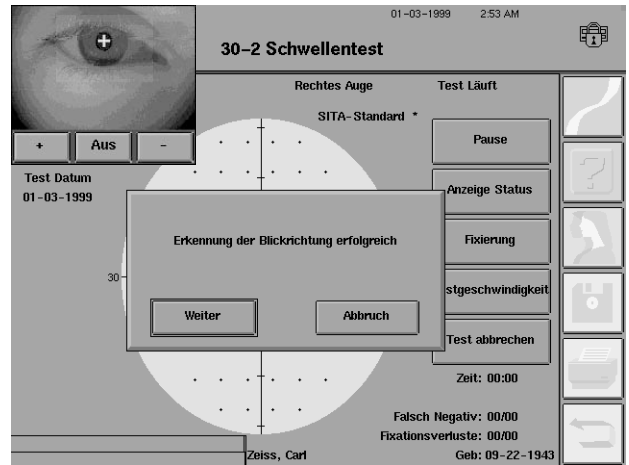 01-03-1999 2:53 AM
30-2 Schwellentest
Rechtes Auge Test Läuft
SITA-Standard *
+ Aus -
Pause
Test Datum
01-03-1999
Anzeige Status
Erkennung der Blickrichtung erfolgreich
Fixierung
30
stgeschwindigkeit
Weiter Abbruch
Test abbrechen
Zeit: 00:00
Falsch Negativ: 00/00
Fixationsverluste: 00/00
Zeiss, Carl Geb: 09-22-1943